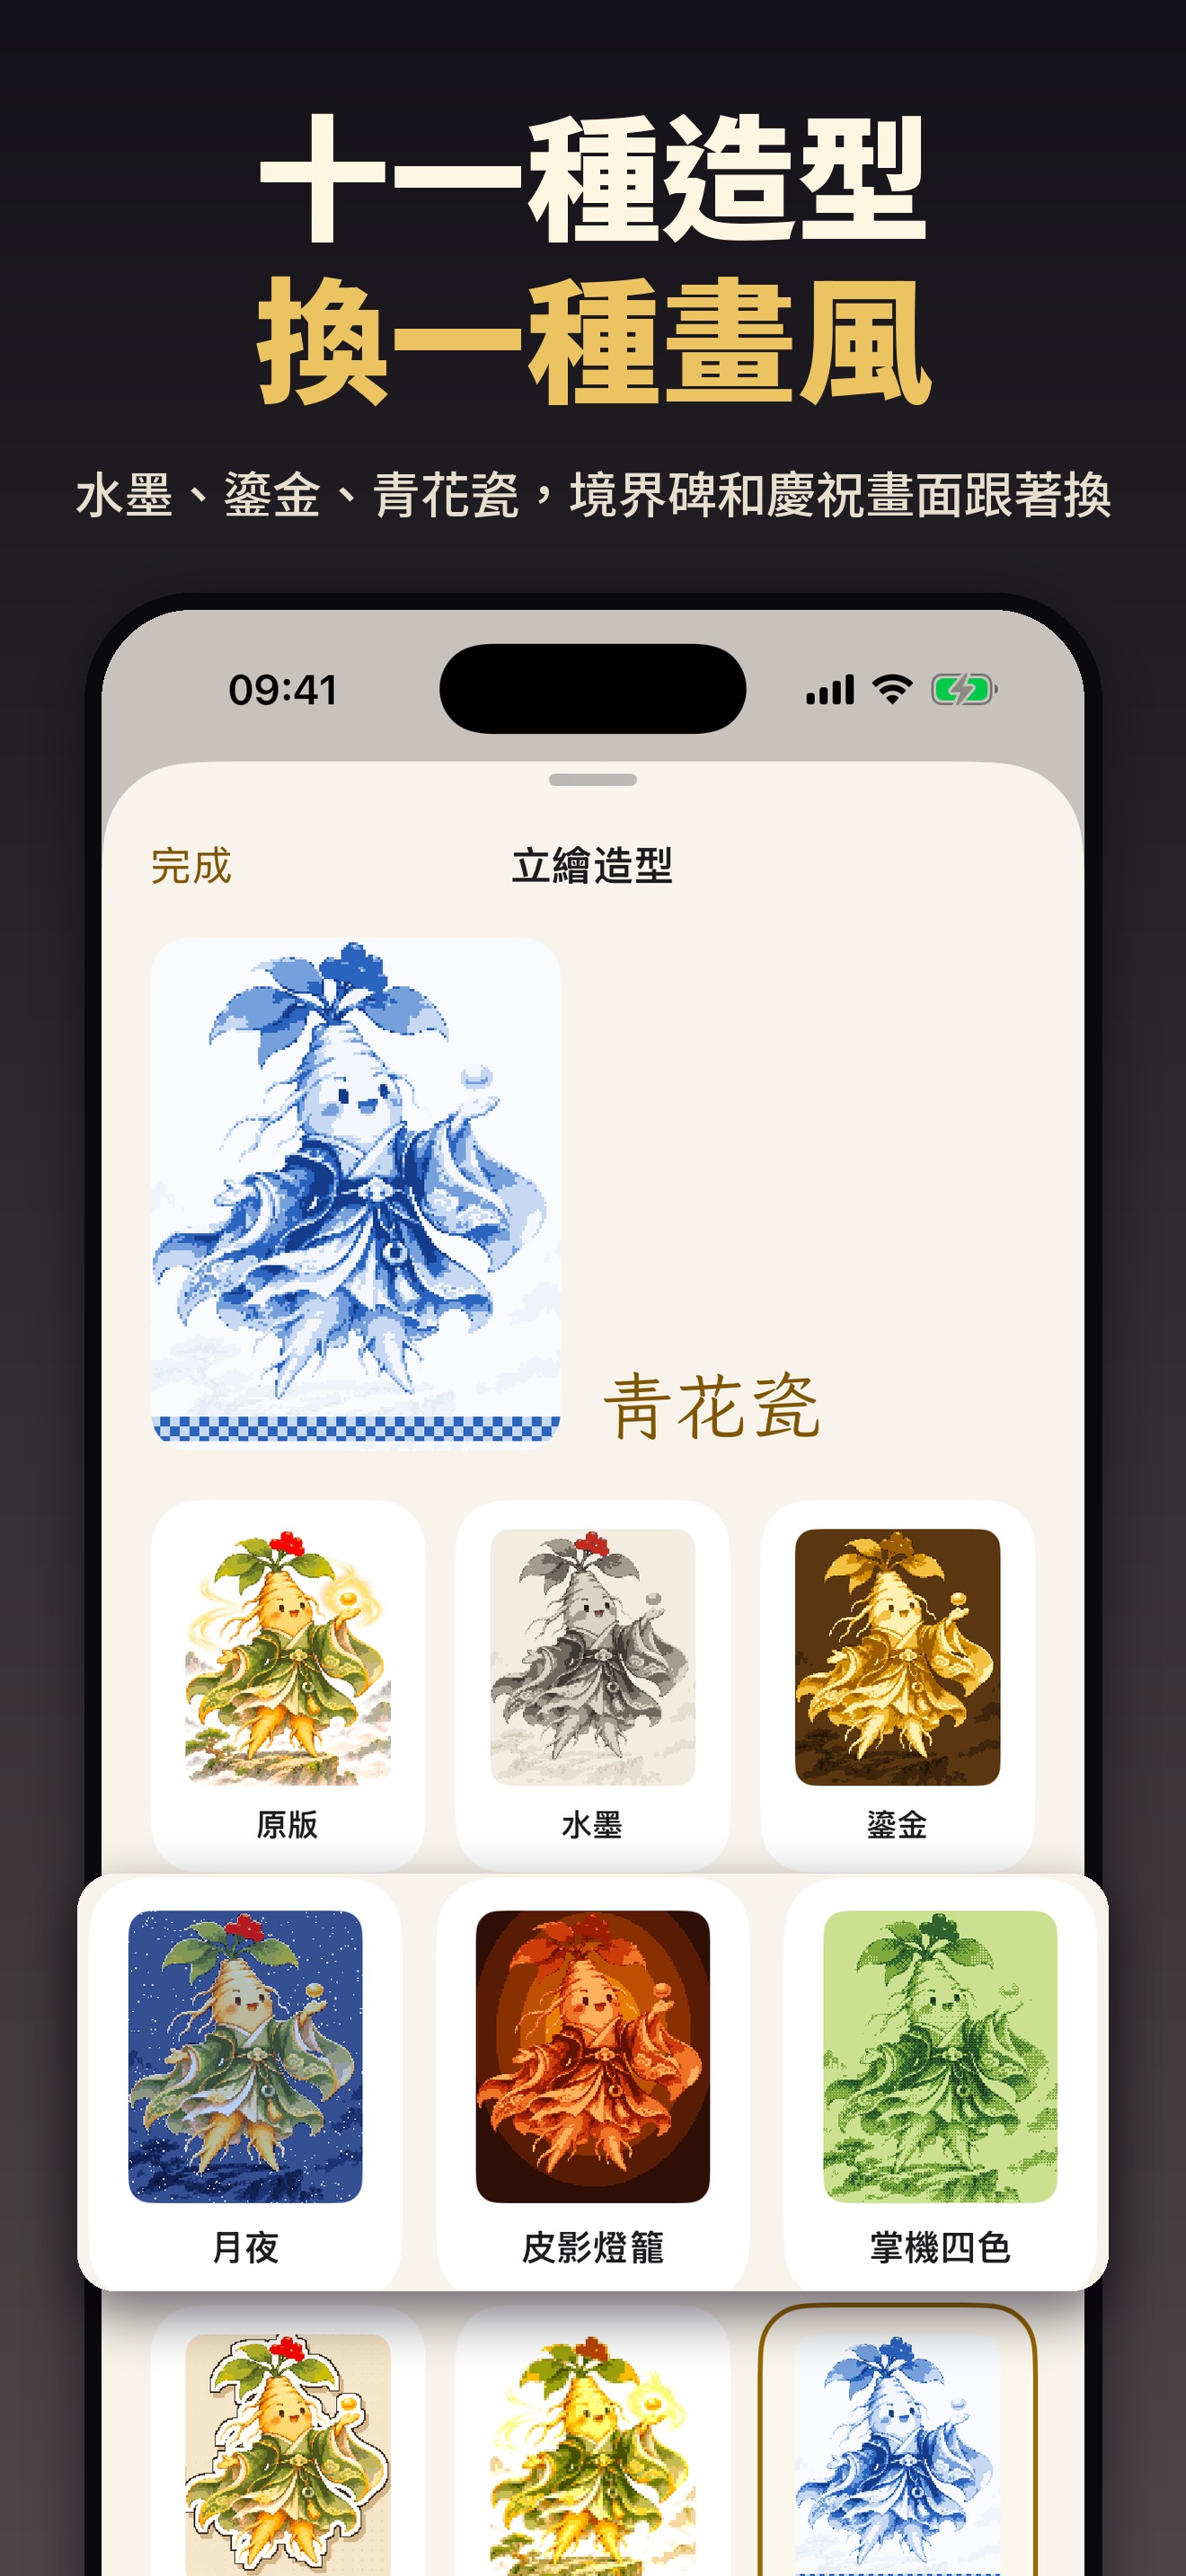 十一種造型
換一種畫風
水墨、鎏金、青花瓷，境界碑和慶祝畫面跟著換
09:41
完成 立繪造型
青花瓷
原版 水墨 鎏金
月夜 皮影燈籠 掌機四色